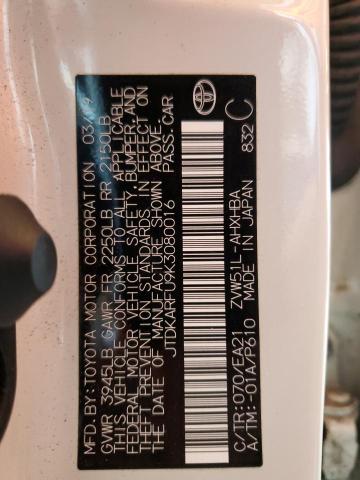 MFD.BY:TOYOTA MOTOR CORPORATION 03/19
GVWR 3945LB GAWR FR 2250LB RR 2150LB
THIS VEHICLE CONFORMS TO ALL APPLICABLE
FEDERAL MOTOR VEHICLE SAFETY, BUMPER, AND
THEFT PREVENTION STANDARDS IN EFFECT ON
THE DATE OF MANUFACTURE SHOWN ABOVE.
JTDKARFU9K3080016 PASS.CAR
C/TR:070/EA21 ZVW51L-AHXHBA
A/TM:-01A/P610 MADE IN JAPAN 832 C